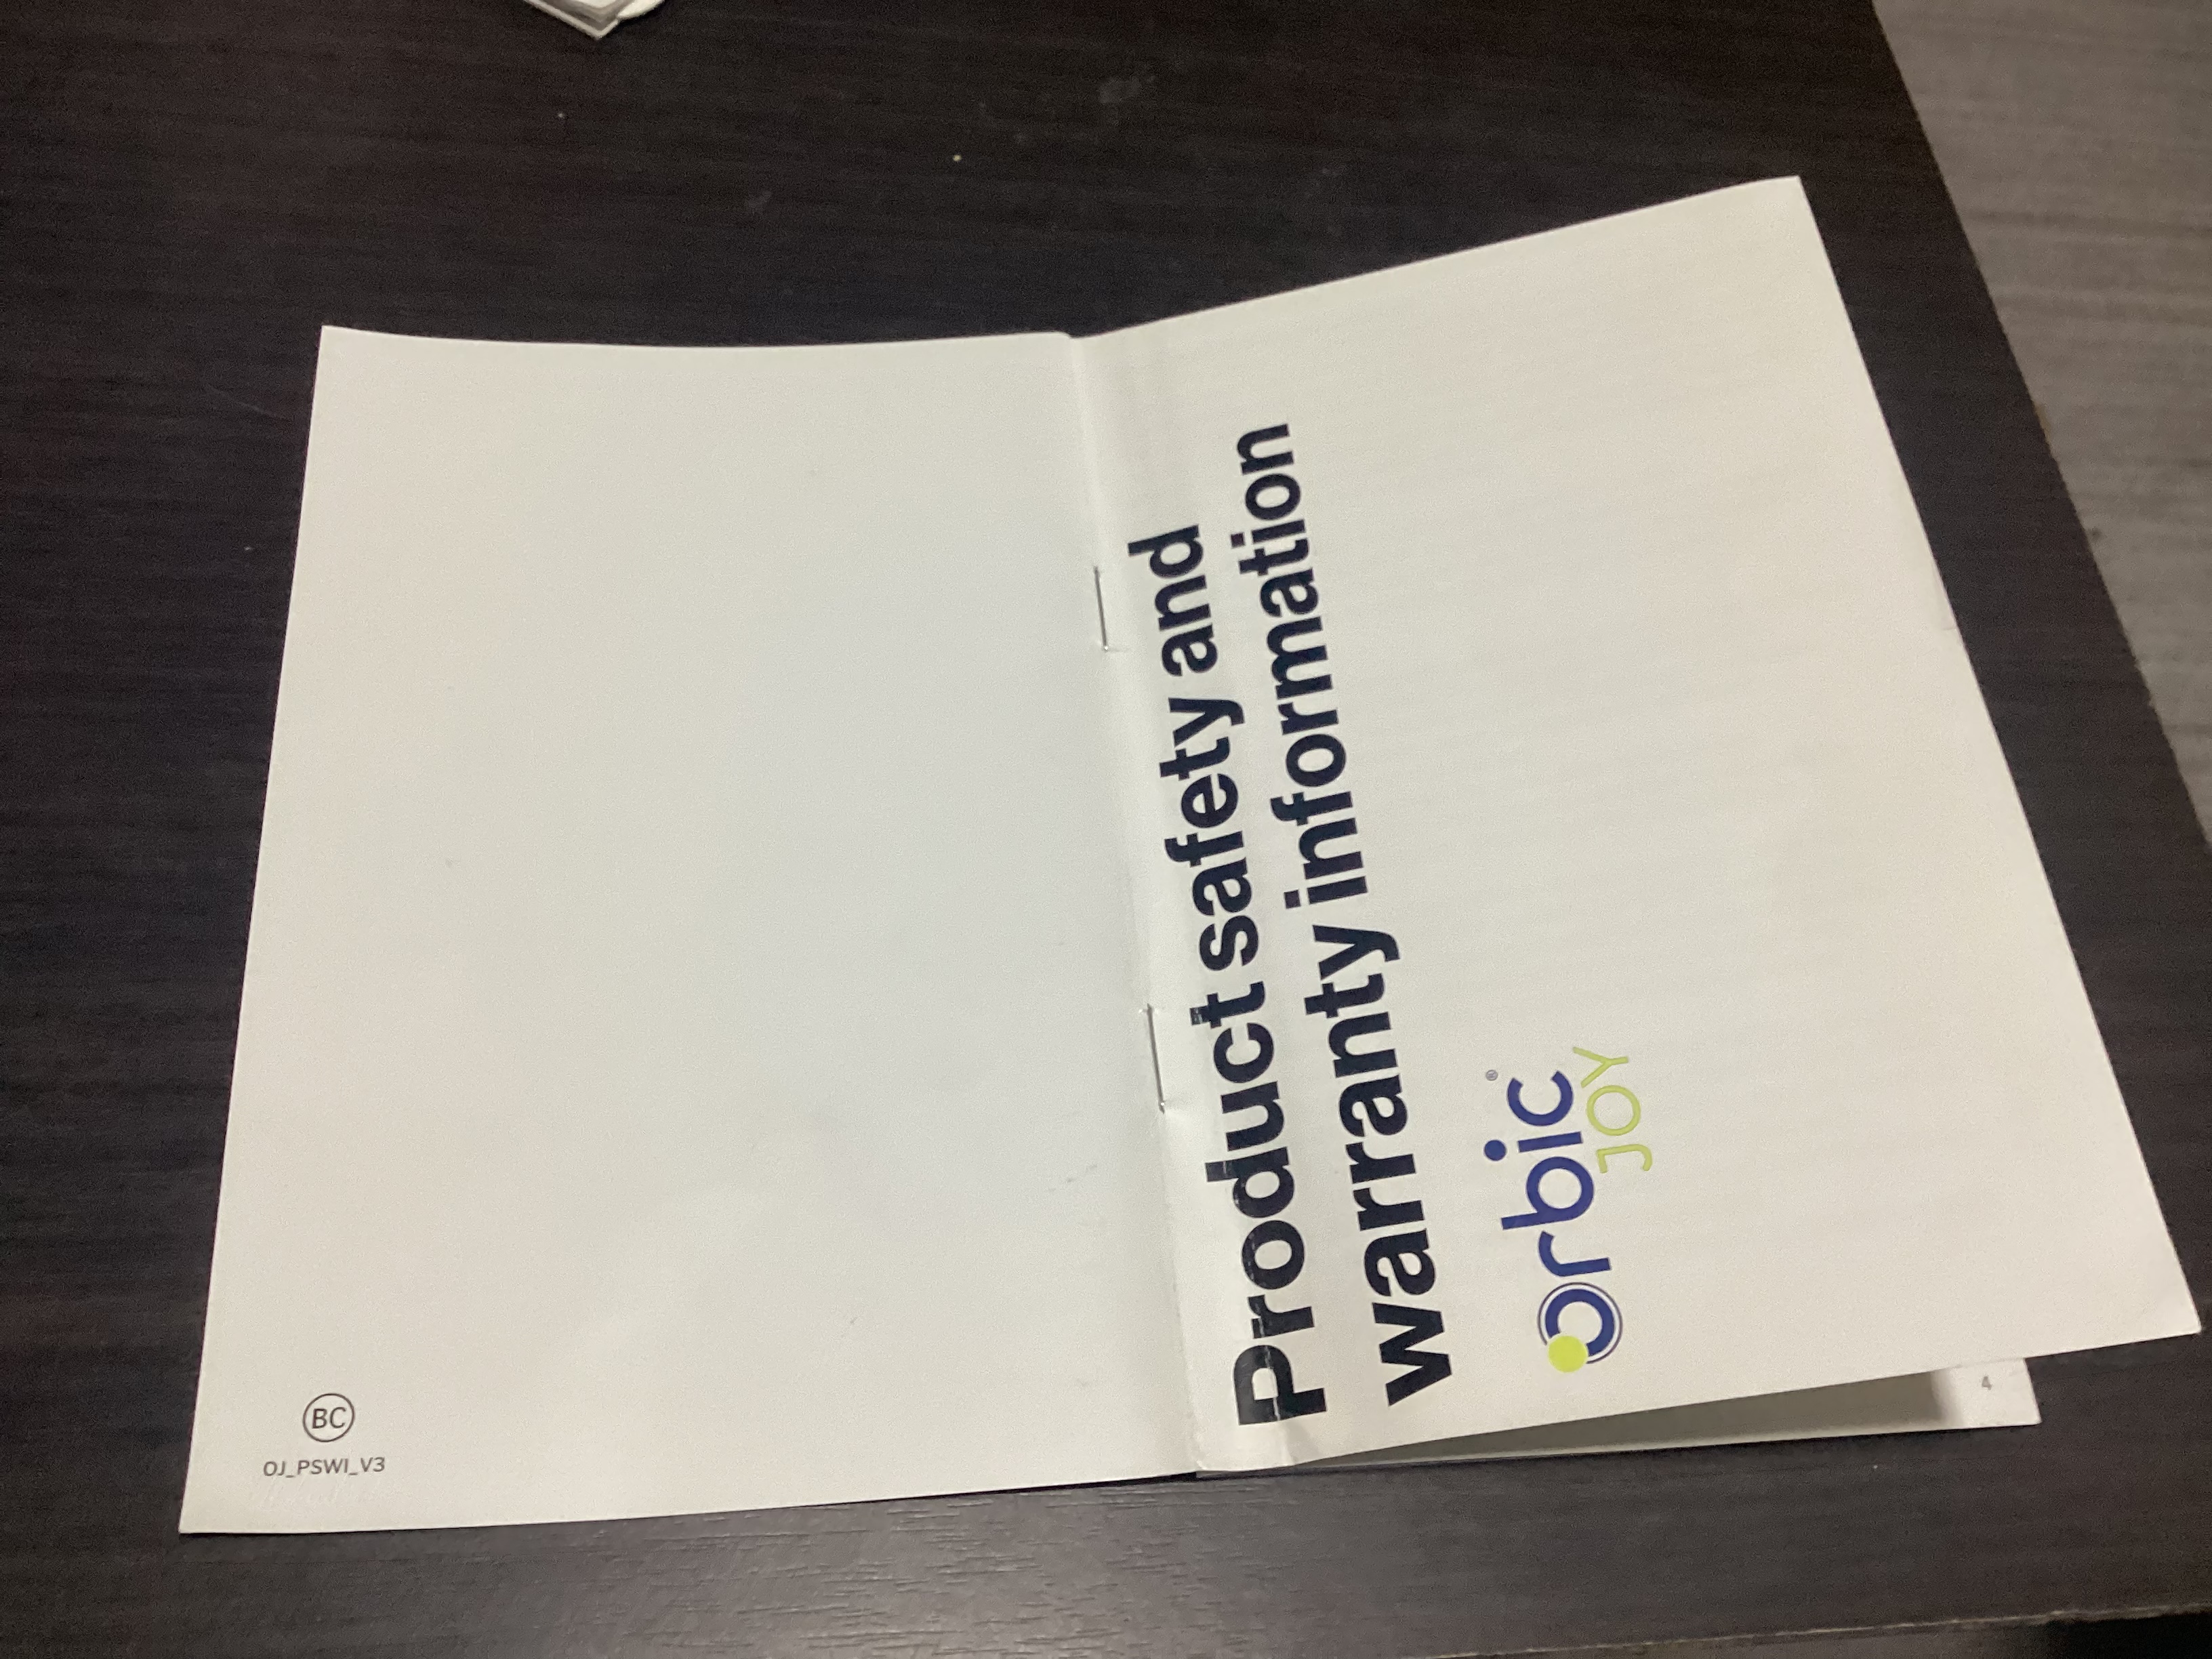 Product safety and
warranty information
orbic®
JOY
4
BC
OJ_PSWI_V3